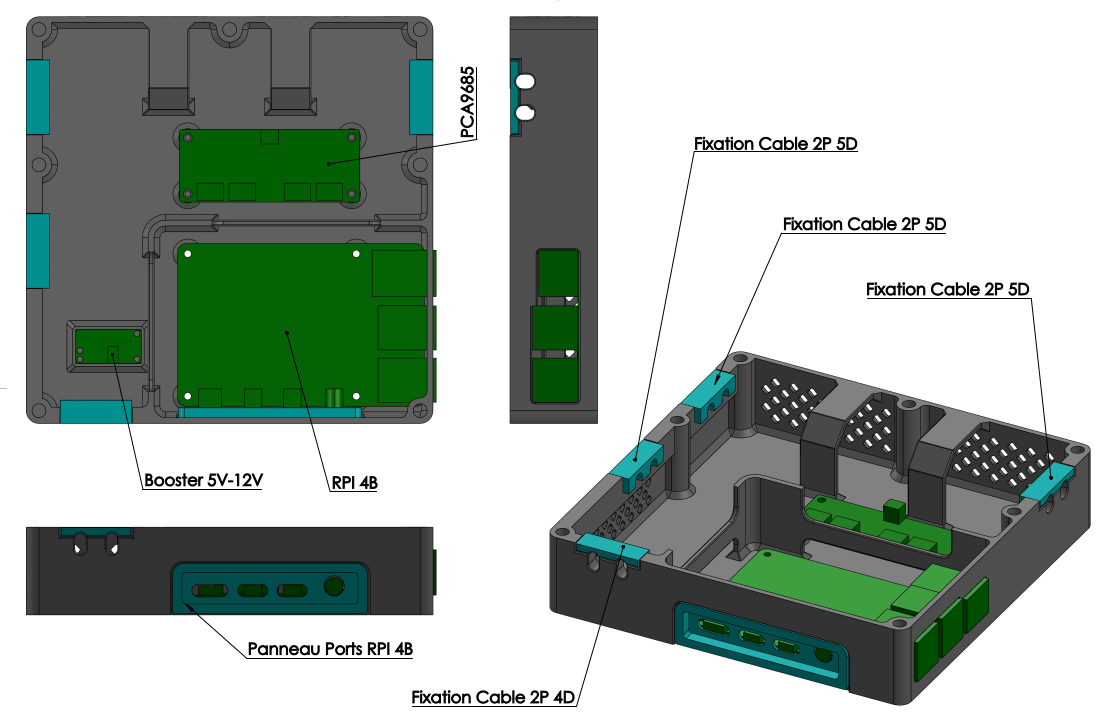 PCA9685
Fixation Cable 2P 5D
Fixation Cable 2P 5D
Fixation Cable 2P 5D
Booster 5V-12V
RPI 4B
Panneau Ports RPI 4B
Fixation Cable 2P 4D